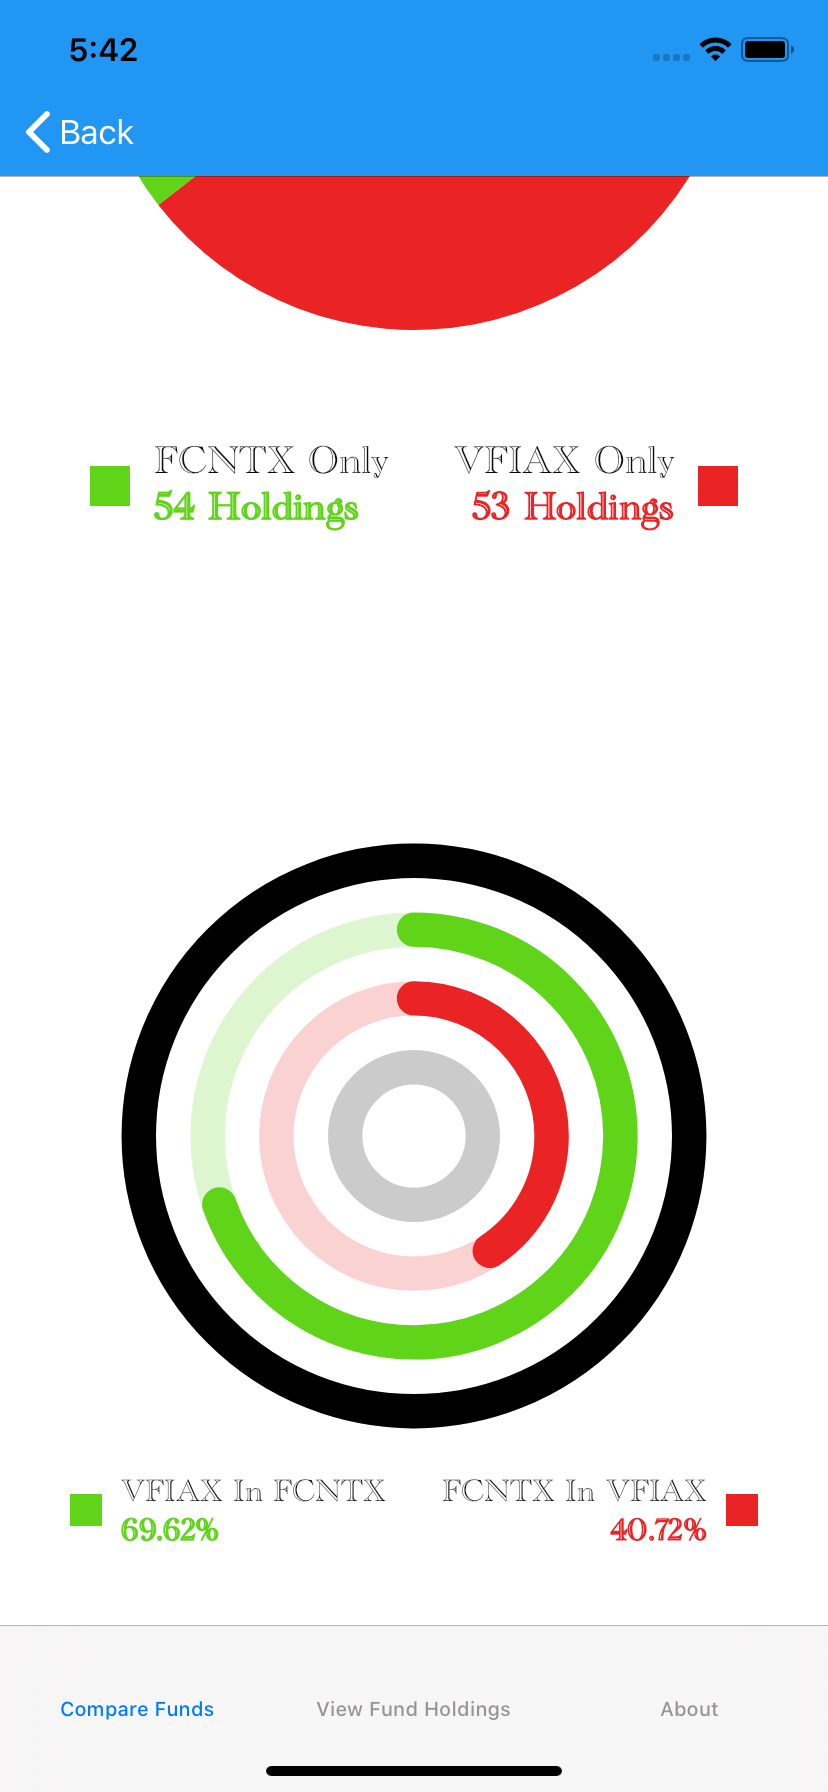 5:42
Back
FCNTX Only
54 Holdings
VFIAX Only
53 Holdings
VFIAX In FCNTX
69.62%
FCNTX In VFIAX
40.72%
Compare Funds
View Fund Holdings
About